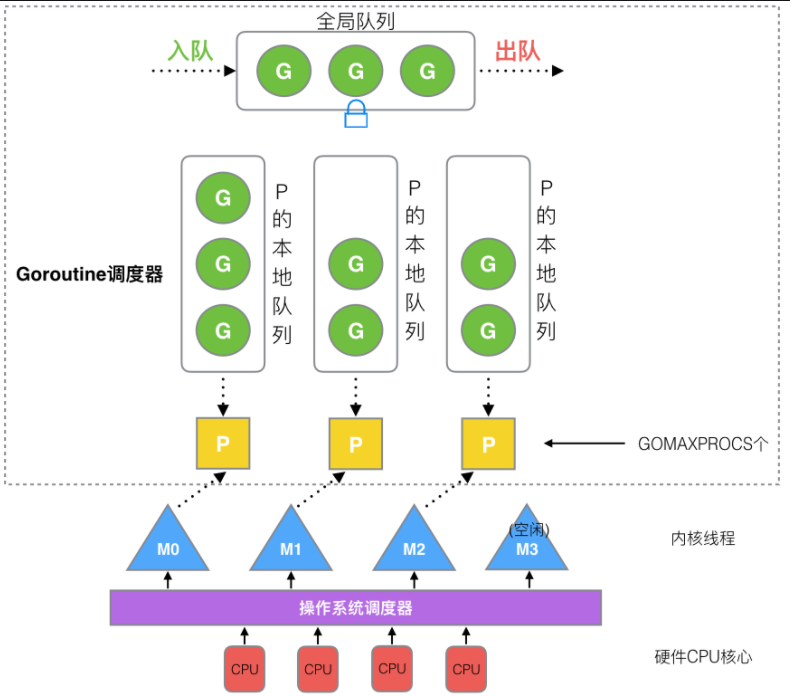 全局队列
入队
G G G
出队
G
G
G
P的本地队列
G
G
P的本地队列
G
G
P的本地队列
Goroutine调度器
P P P
GOMAXPROCS个
M0 M1 M2
(空闲)
M3
内核线程
操作系统调度器
CPU CPU CPU CPU
硬件CPU核心